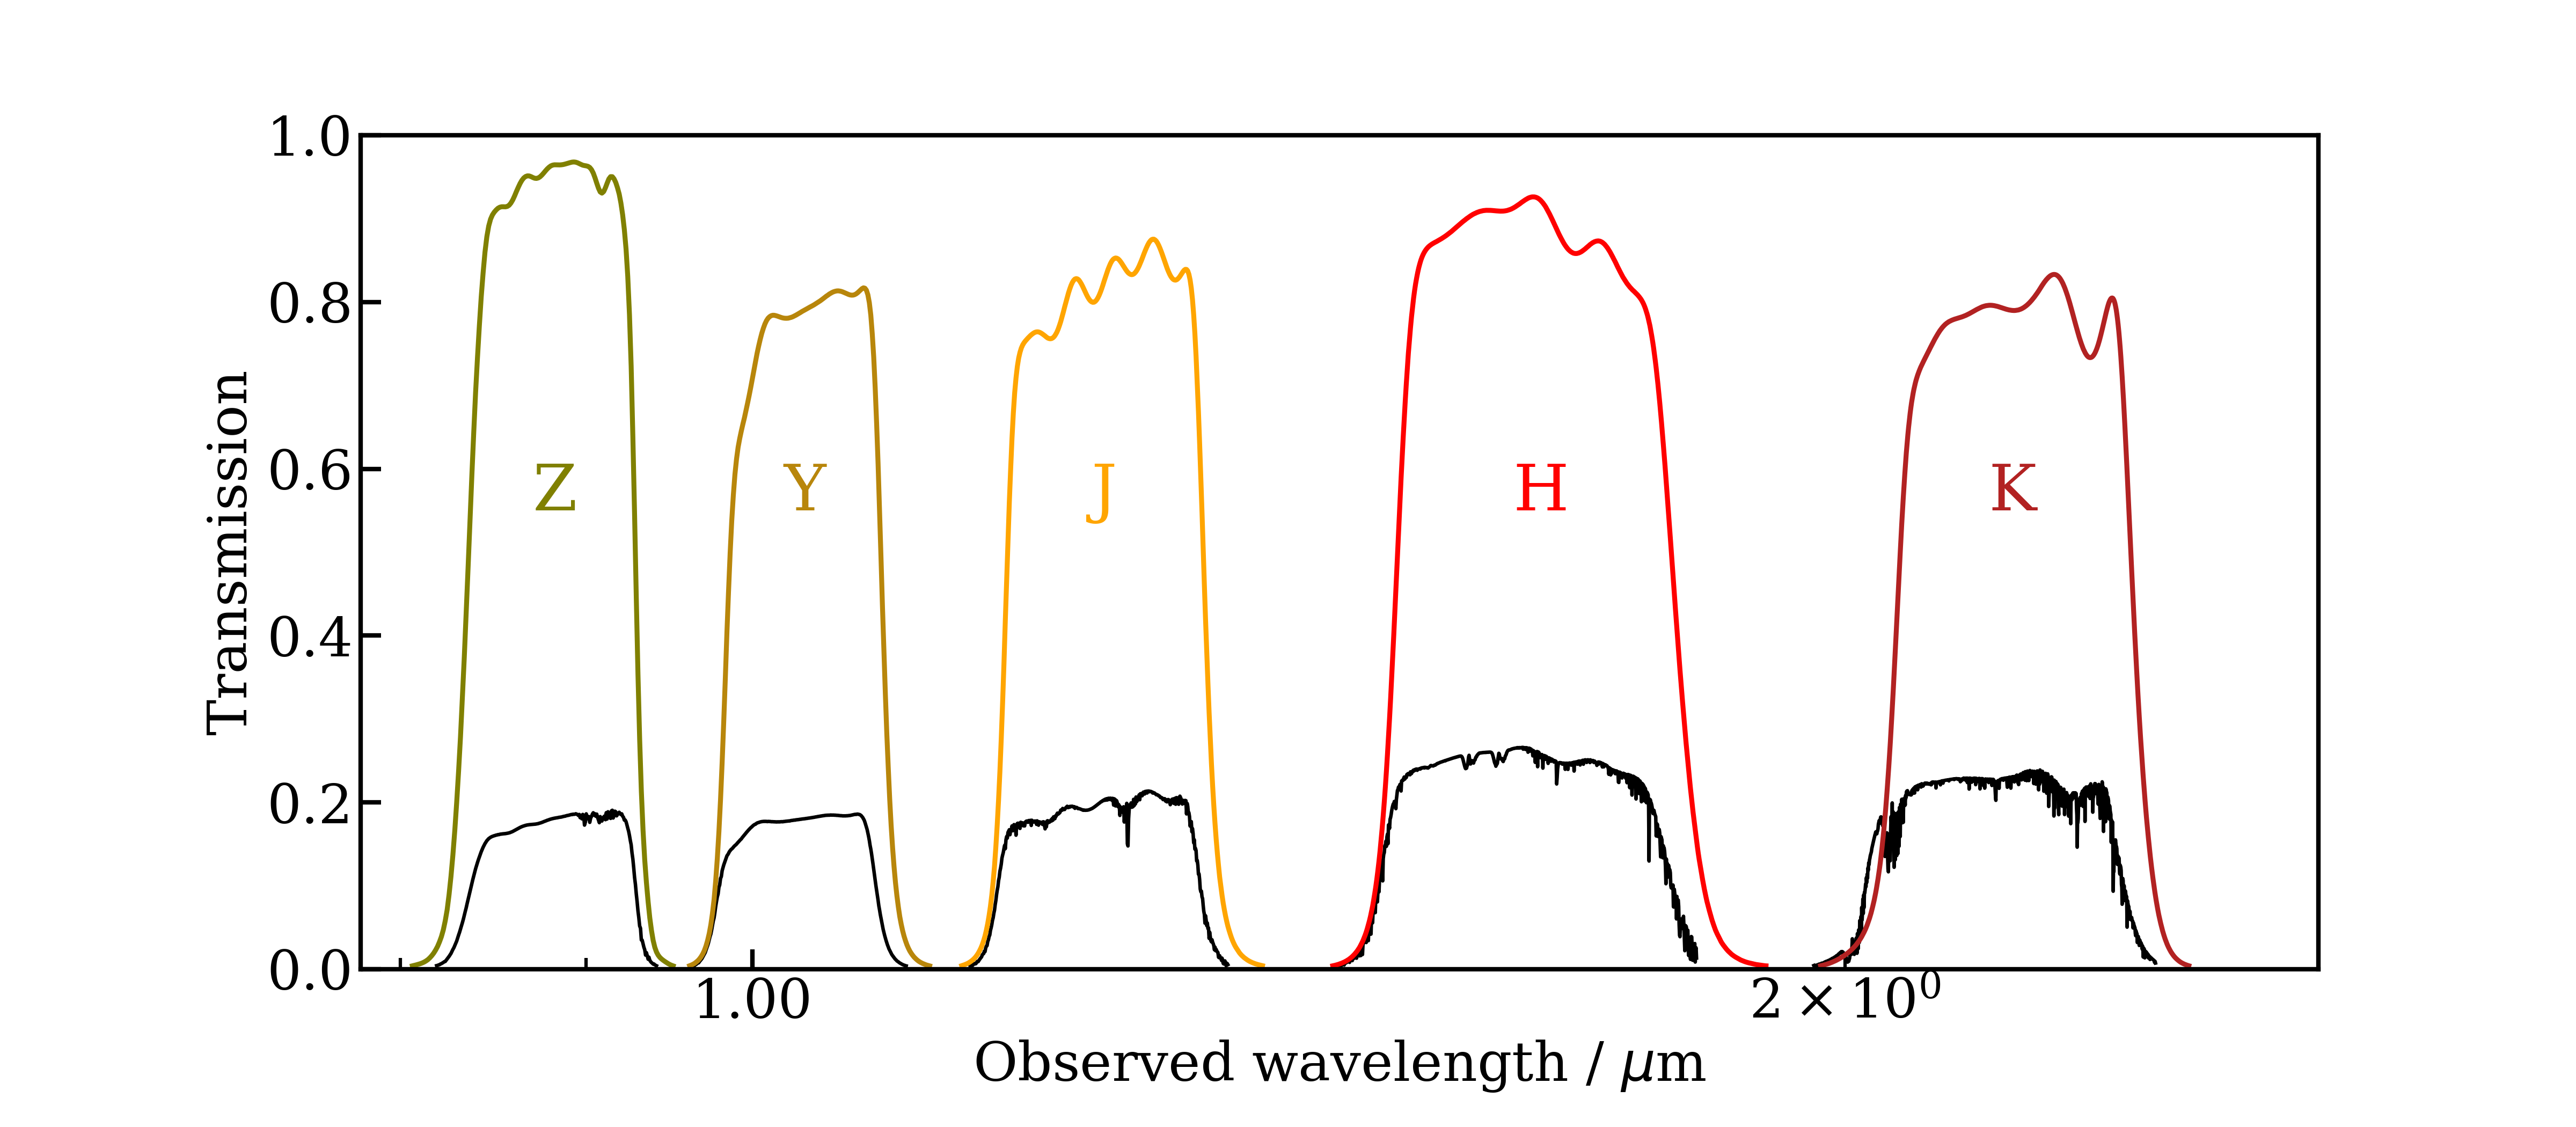 1.0
0.8
0.6
0.4
0.2
0.0
Transmission
Z Y J H K
1.00 2 × 10⁰
Observed wavelength / μm